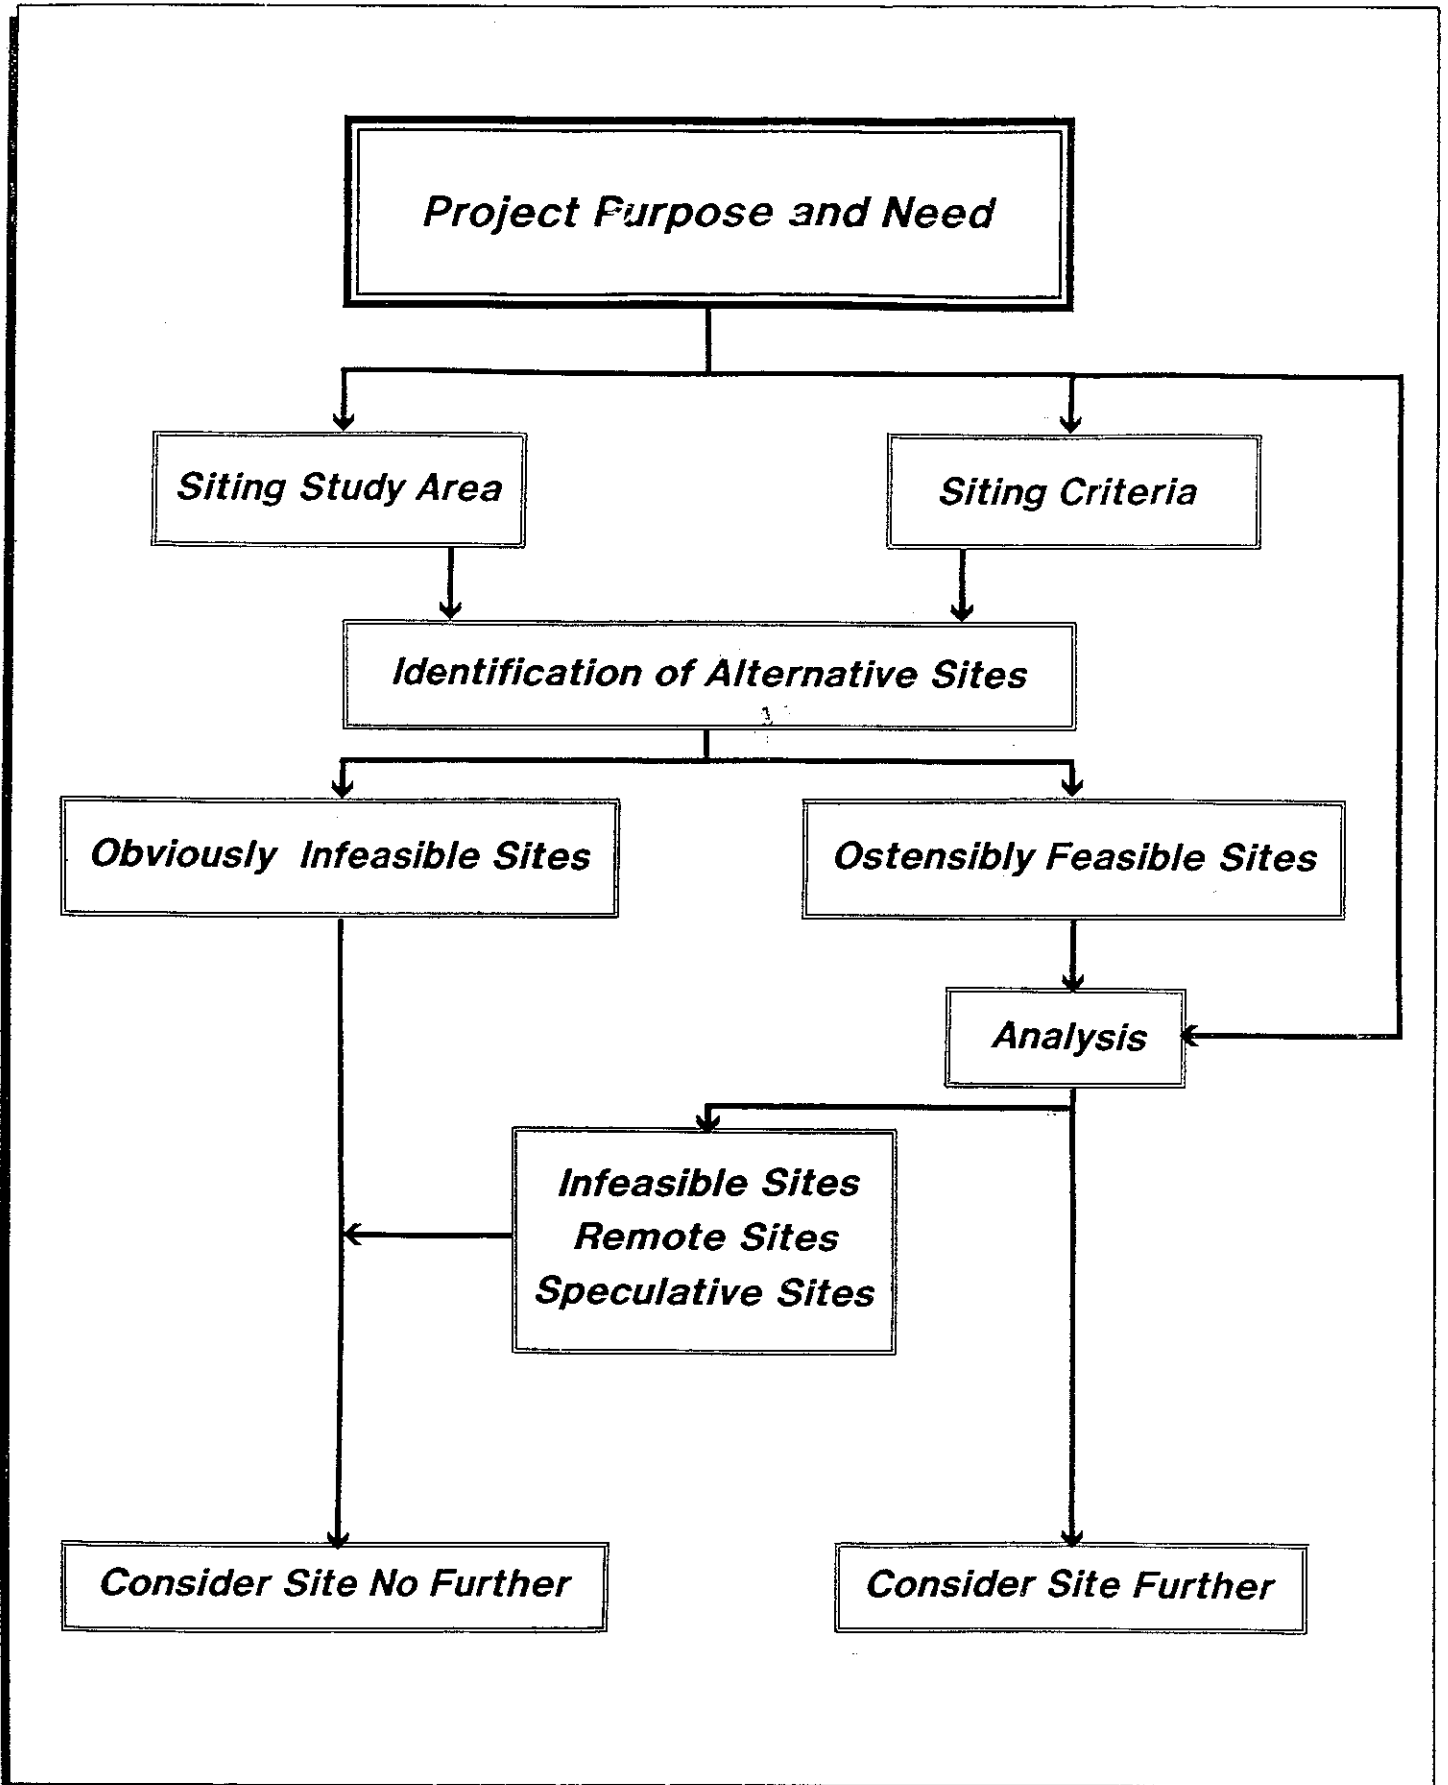 Project Purpose and Need
Siting Study Area
Siting Criteria
Identification of Alternative Sites
Obviously Infeasible Sites
Ostensibly Feasible Sites
Analysis
Infeasible Sites
Remote Sites
Speculative Sites
Consider Site No Further
Consider Site Further